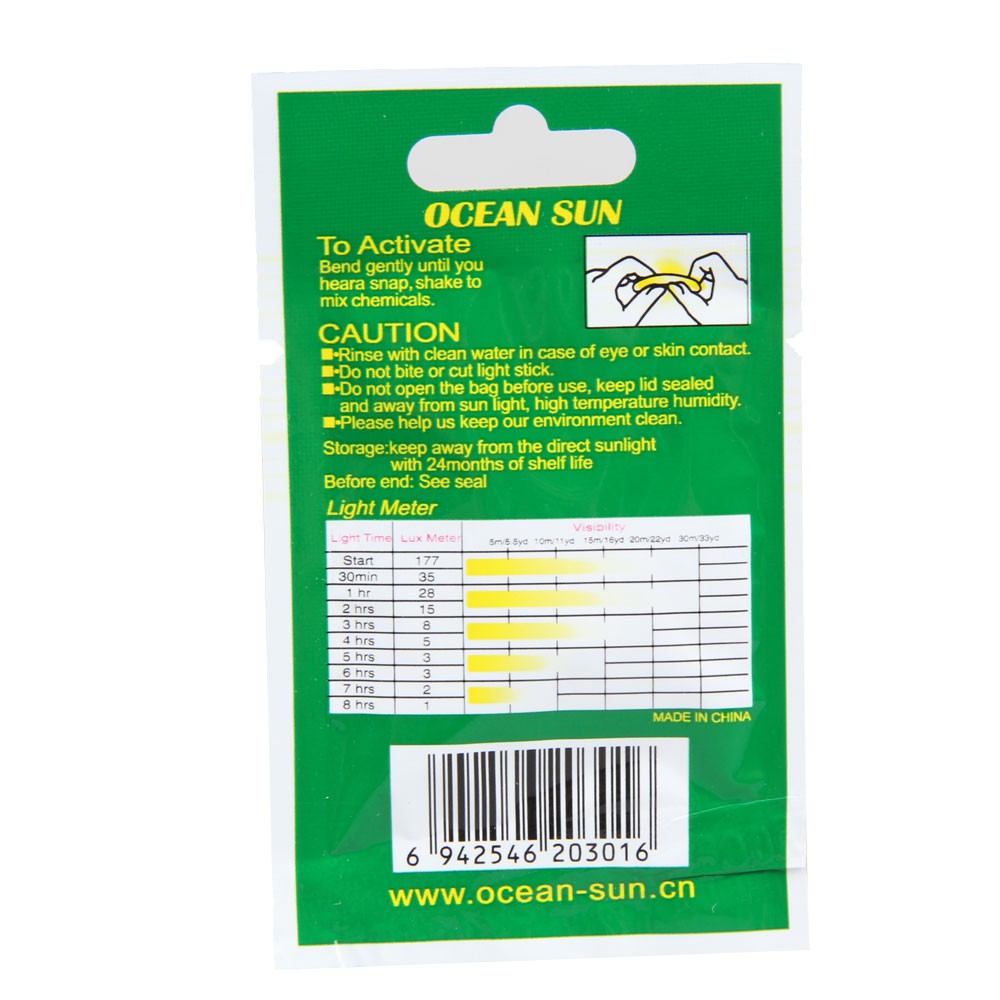 OCEAN SUN
To Activate
Bend gently until you
heara snap, shake to
mix chemicals.
CAUTION
■•Rinse with clean water in case of eye or skin contact.
■•Do not bite or cut light stick.
■•Do not open the bag before use, keep lid sealed
and away from sun light, high temperature humidity.
■•Please help us keep our environment clean.
Storage:keep away from the direct sunlight
with 24months of shelf life
Before end: See seal
Light Meter
Visibility
Light Time Lux Meter 5m/5.5yd 10m/11yd 15m/16yd 20m/22yd 30m/33yd
Start 177
30min 35
1 hr 28
2 hrs 15
3 hrs 8
4 hrs 5
5 hrs 3
6 hrs 3
7 hrs 2
8 hrs 1
MADE IN CHINA
6 942546 203016
www.ocean-sun.cn